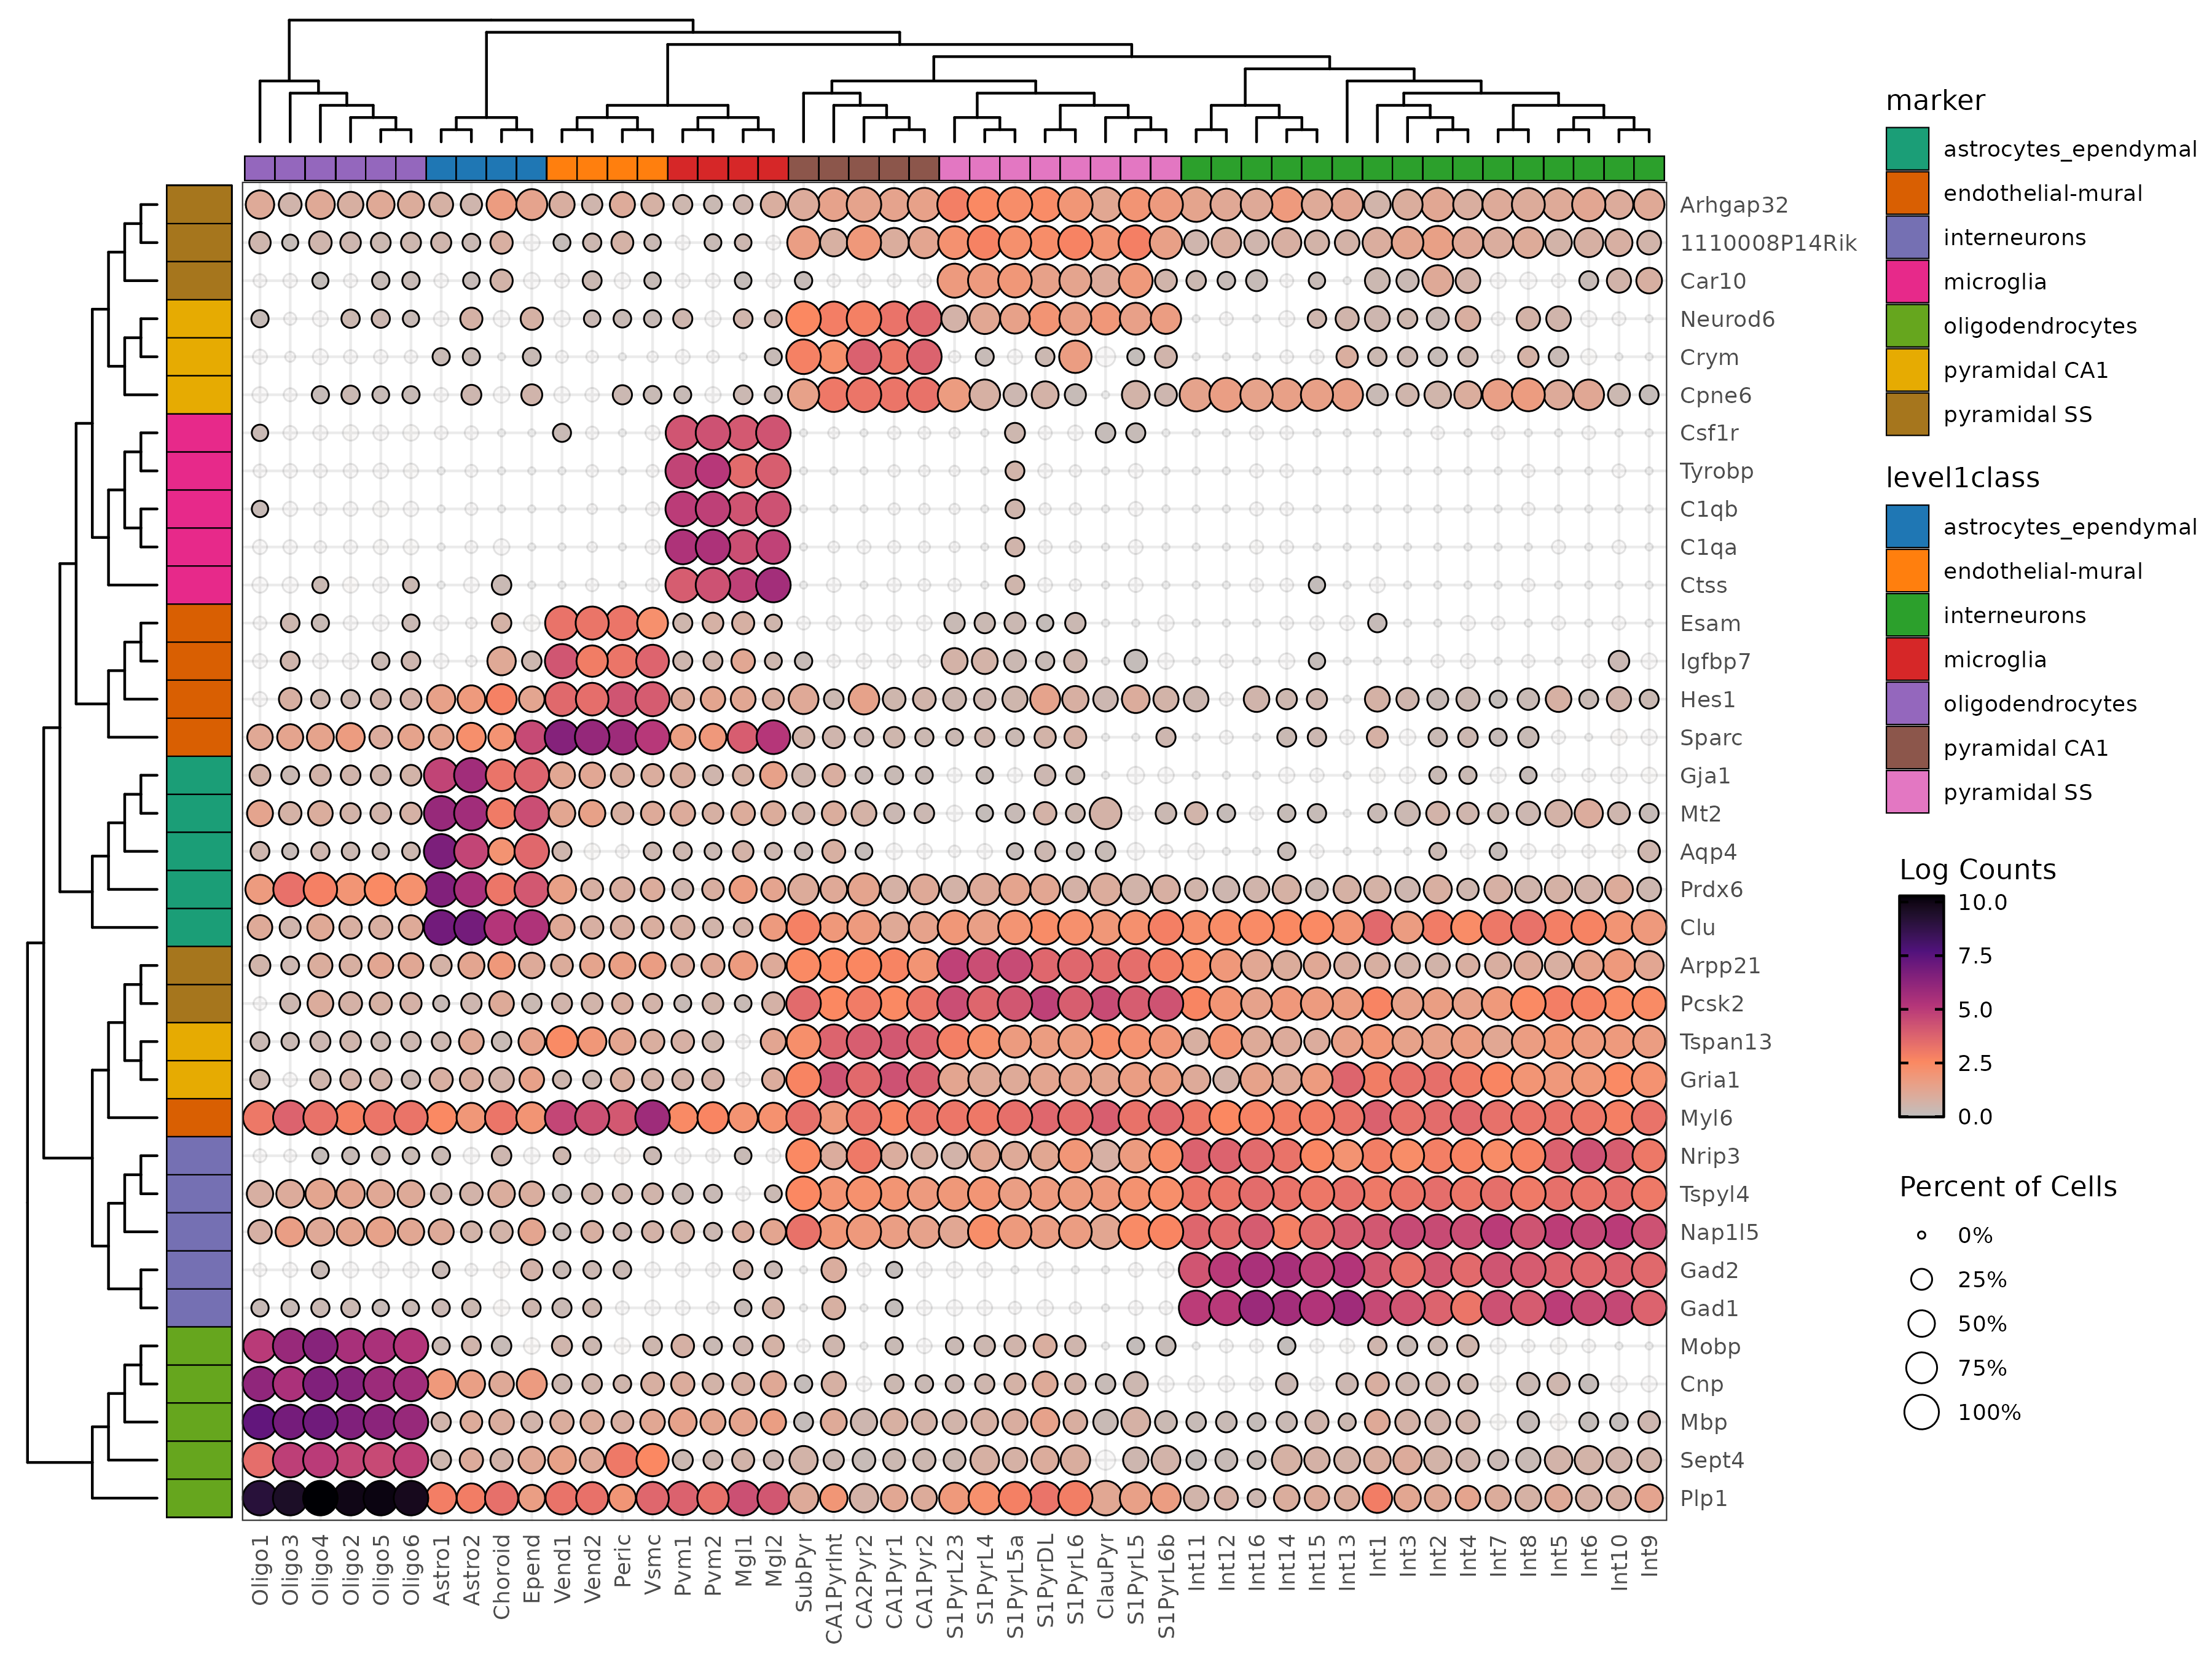 Arhgap32
1110008P14Rik
Car10
Neurod6
Crym
Cpne6
Csf1r
Tyrobp
C1qb
C1qa
Ctss
Esam
Igfbp7
Hes1
Sparc
Gja1
Mt2
Aqp4
Prdx6
Clu
Arpp21
Pcsk2
Tspan13
Gria1
Myl6
Nrip3
Tspyl4
Nap1l5
Gad2
Gad1
Mobp
Cnp
Mbp
Sept4
Plp1
Oligo1
Oligo3
Oligo4
Oligo2
Oligo5
Oligo6
Astro1
Astro2
Choroid
Epend
Vend1
Vend2
Peric
Vsmc
Pvm1
Pvm2
Mgl1
Mgl2
SubPyr
CA1PyrInt
CA2Pyr2
CA1Pyr1
CA1Pyr2
S1PyrL23
S1PyrL4
S1PyrL5a
S1PyrDL
S1PyrL6
ClauPyr
S1PyrL5
S1PyrL6b
Int11
Int12
Int16
Int14
Int15
Int13
Int1
Int3
Int2
Int4
Int7
Int8
Int5
Int6
Int10
Int9
marker
astrocytes_ependymal
endothelial-mural
interneurons
microglia
oligodendrocytes
pyramidal CA1
pyramidal SS
level1class
astrocytes_ependymal
endothelial-mural
interneurons
microglia
oligodendrocytes
pyramidal CA1
pyramidal SS
Log Counts
10.0
7.5
5.0
2.5
0.0
Percent of Cells
0%
25%
50%
75%
100%